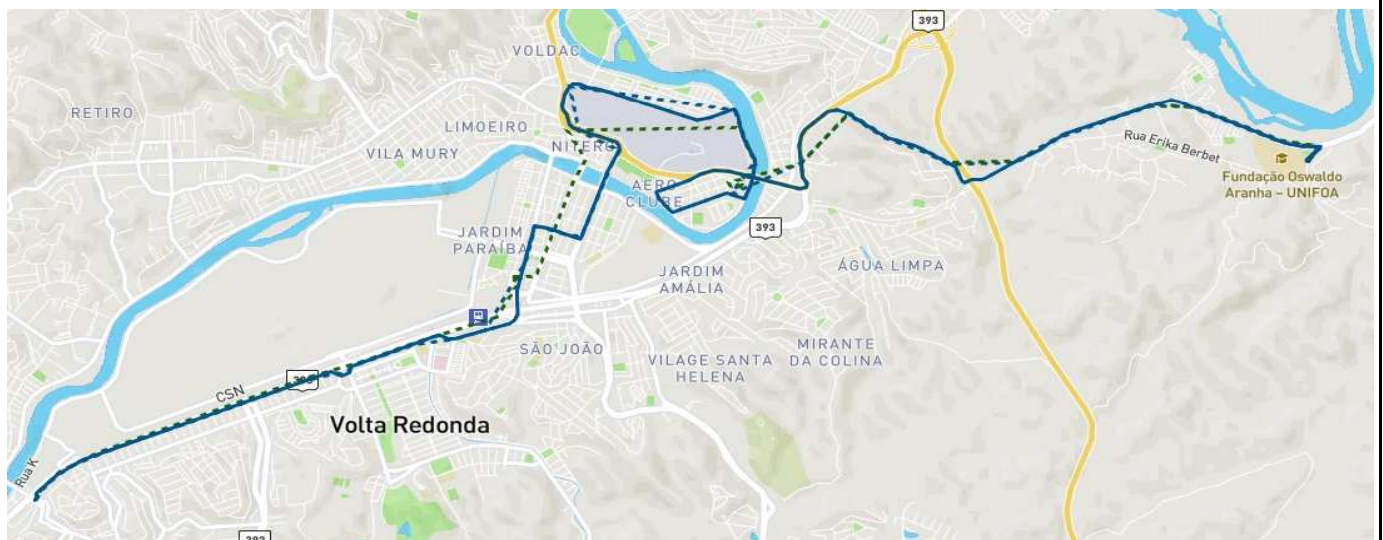 393
VOLDAC
RETIRO
LIMOEIRO
NITERÓ
VILA MURY
Rua Erika Berbet
Fundação Oswaldo
Aranha – UNIFOA
AERO
CLUBE
393
JARDIM
PARAÍBA
ÁGUA LIMPA
JARDIM
AMÁLIA
SÃO JOÃO
MIRANTE
DA COLINA
VILAGE SANTA
HELENA
CSN
Volta Redonda
Rua K